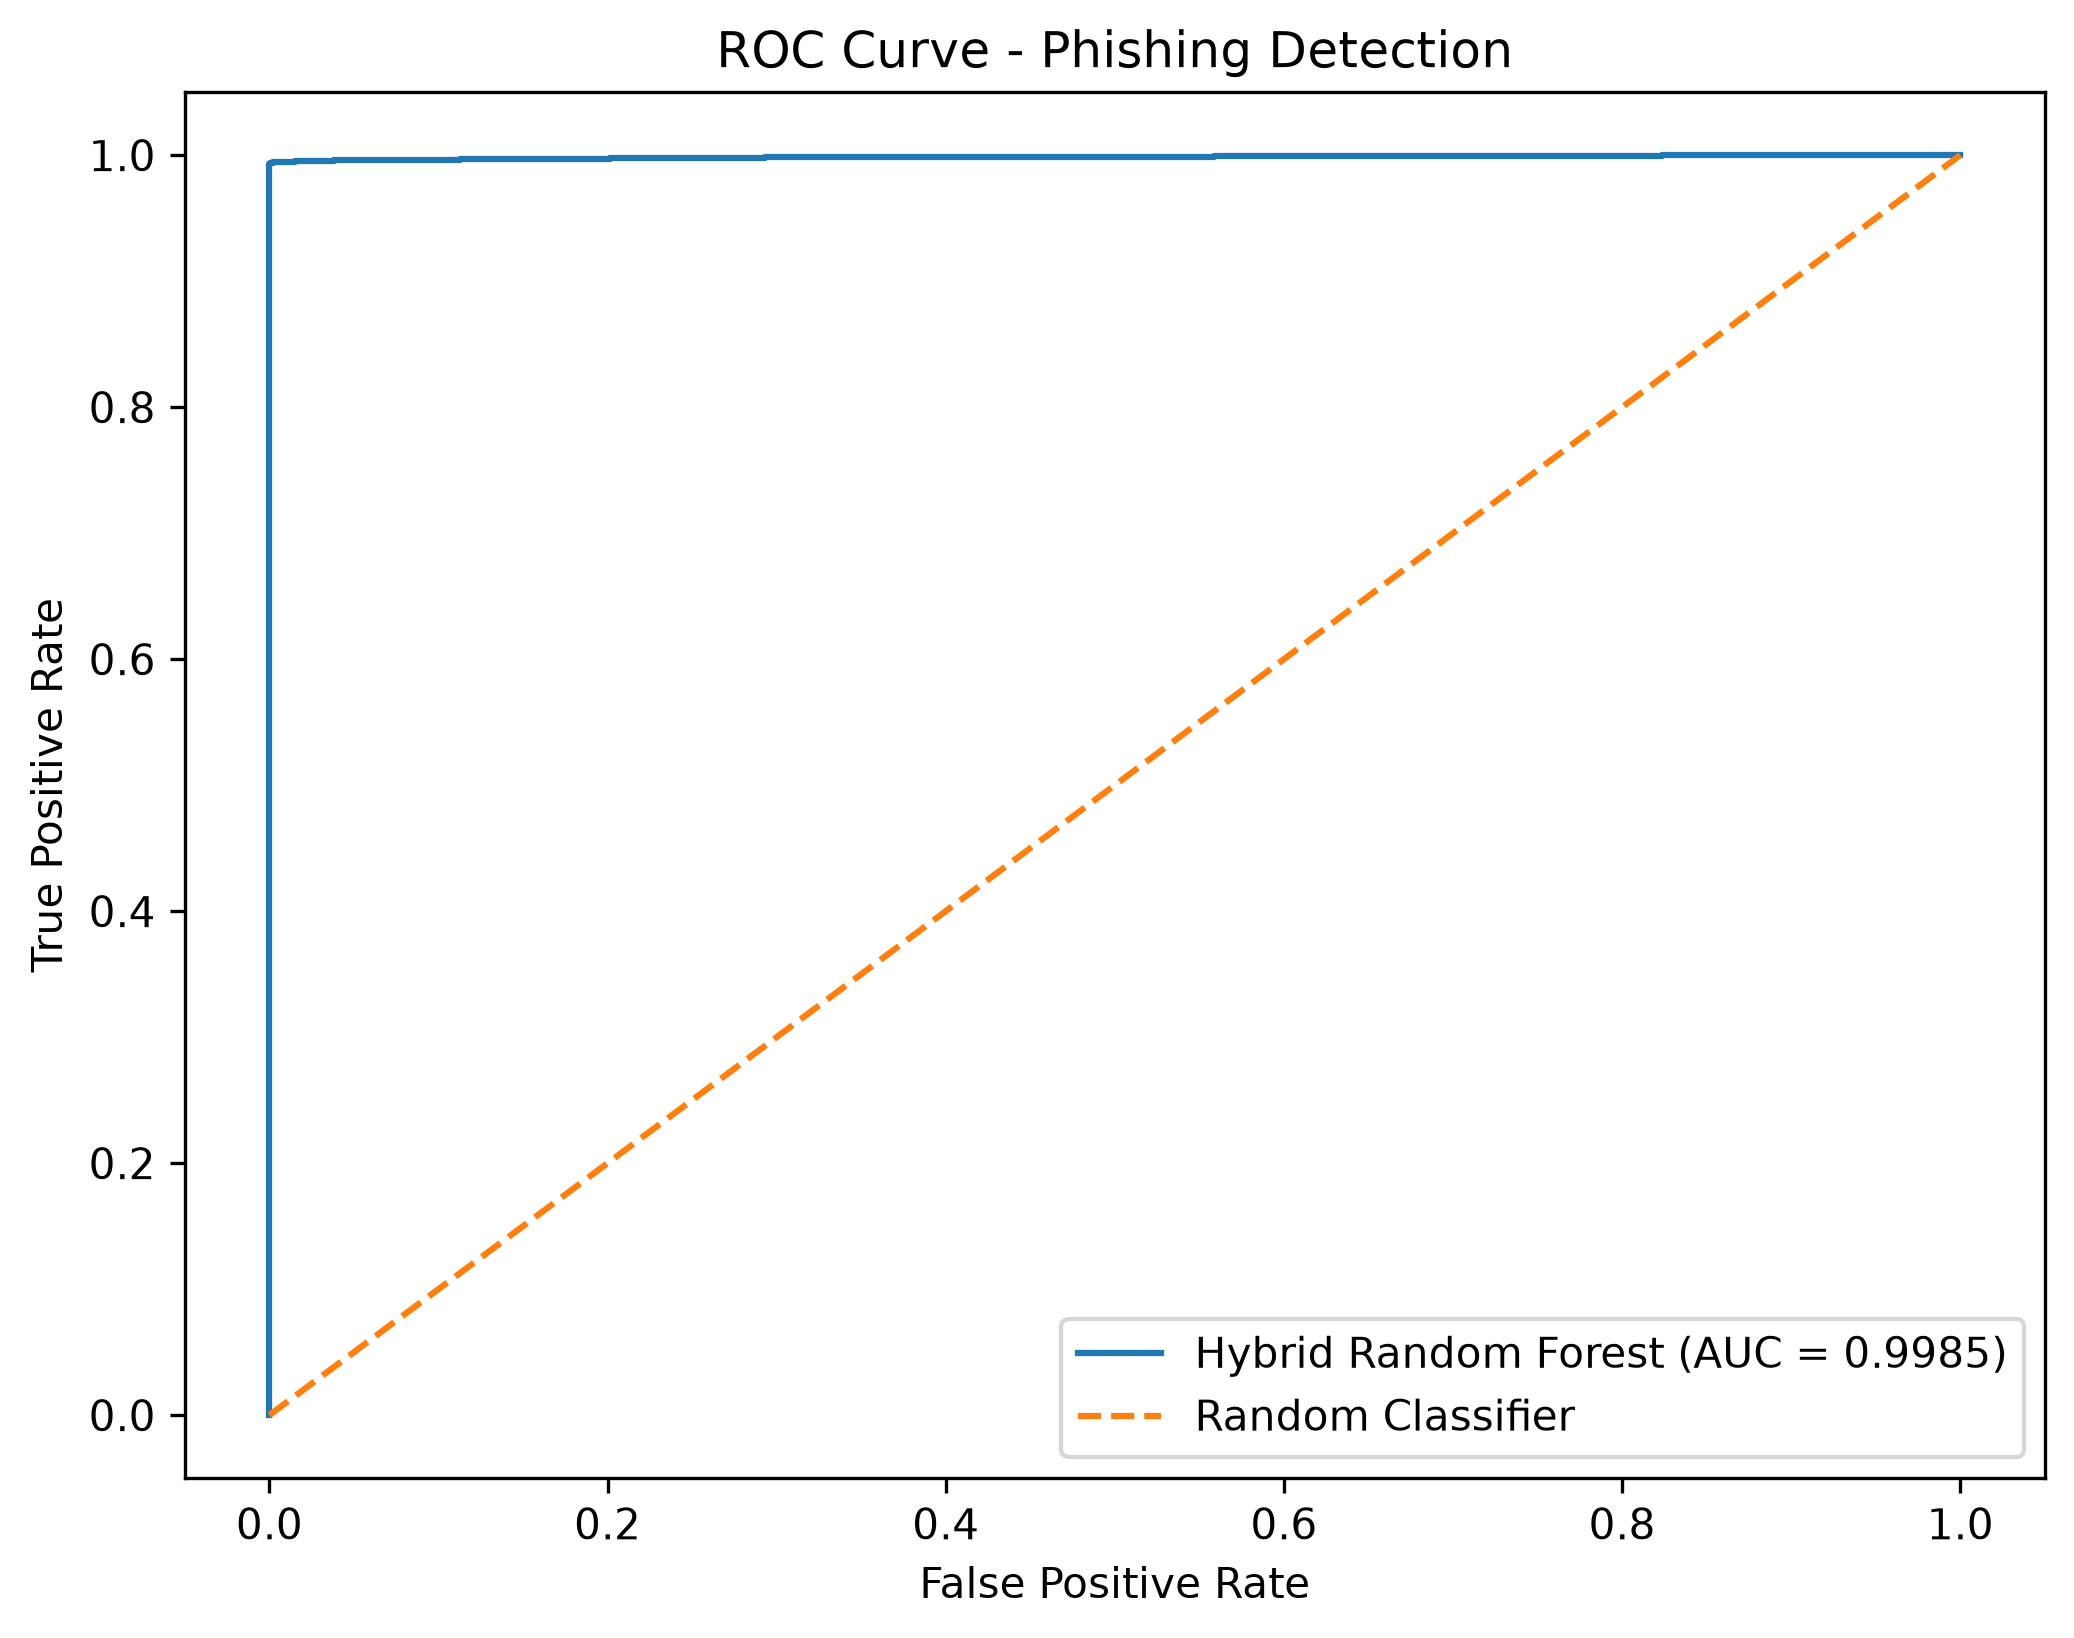 ROC Curve - Phishing Detection
True Positive Rate
1.0
0.8
0.6
0.4
0.2
0.0
0.0 0.2 0.4 0.6 0.8 1.0
False Positive Rate
Hybrid Random Forest (AUC = 0.9985)
Random Classifier